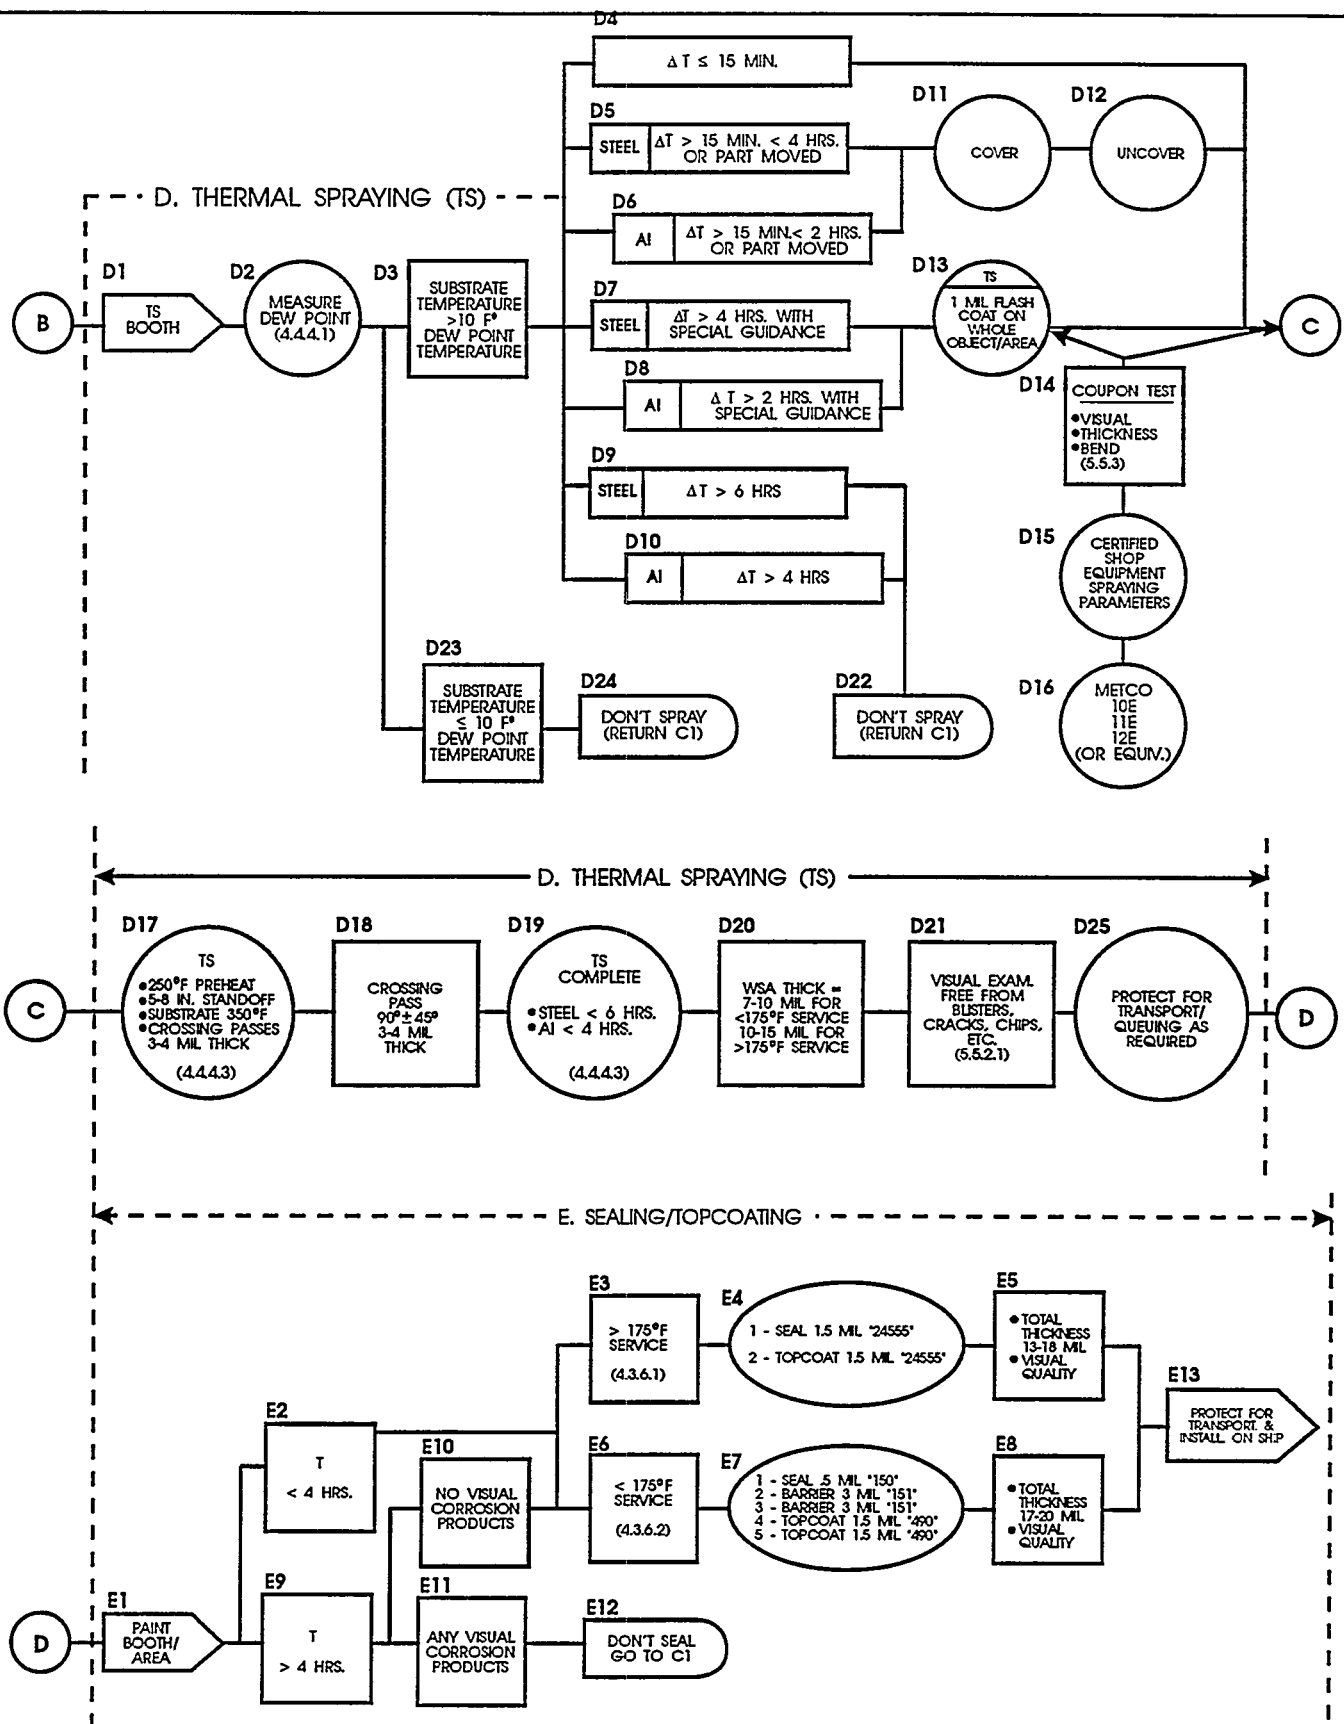 D4
Δ T ≤ 15 MIN.
D11
D12
D5
STEEL
ΔT > 15 MIN. < 4 HRS.
OR PART MOVED
COVER
UNCOVER
D. THERMAL SPRAYING (TS)
D6
AI
ΔT > 15 MIN.< 2 HRS.
OR PART MOVED
D1
D2
D3
D7
D13
B
TS
BOOTH
MEASURE
DEW POINT
(4.4.4.1)
SUBSTRATE
TEMPERATURE
>10 F°
DEW POINT
TEMPERATURE
STEEL
ΔT > 4 HRS. WITH
SPECIAL GUIDANCE
TS
1 MIL FLASH
COAT ON
WHOLE
OBJECT/AREA
C
D8
AI
Δ T > 2 HRS. WITH
SPECIAL GUIDANCE
D14
COUPON TEST
•VISUAL
•THICKNESS
•BEND
(5.5.3)
D9
STEEL
ΔT > 6 HRS
D10
AI
ΔT > 4 HRS
D15
CERTIFIED
SHOP
EQUIPMENT
SPRAYING
PARAMETERS
D23
SUBSTRATE
TEMPERATURE
≤ 10 F°
DEW POINT
TEMPERATURE
D24
DON'T SPRAY
(RETURN C1)
D22
DON'T SPRAY
(RETURN C1)
D16
METCO
10E
11E
12E
(OR EQUIV.)
D. THERMAL SPRAYING (TS)
D17
D18
D19
D20
D21
D25
C
TS
•250°F PREHEAT
•5-8 IN. STANDOFF
•SUBSTRATE 350°F
•CROSSING PASSES
3-4 MIL THICK
(4.4.4.3)
CROSSING
PASS
90°± 45°
3-4 MIL
THICK
TS
COMPLETE
• STEEL < 6 HRS.
• AI < 4 HRS.
(4.4.4.3)
WSA THICK =
7-10 MIL FOR
<175°F SERVICE
10-15 MIL FOR
>175°F SERVICE
VISUAL EXAM.
FREE FROM
BLISTERS,
CRACKS, CHIPS,
ETC.
(5.5.2.1)
PROTECT FOR
TRANSPORT/
QUEUING AS
REQUIRED
D
E. SEALING/TOPCOATING
E3
> 175°F
SERVICE
(4.3.6.1)
E4
1 - SEAL 1.5 MIL "24555"
2 - TOPCOAT 1.5 MIL "24555"
E5
• TOTAL
THICKNESS
13-18 MIL
• VISUAL
QUALITY
E13
PROTECT FOR
TRANSPORT. &
INSTALL ON SHIP
E2
T
< 4 HRS.
E10
NO VISUAL
CORROSION
PRODUCTS
E6
< 175°F
SERVICE
(4.3.6.2)
E7
1 - SEAL .5 MIL "150"
2 - BARRIER 3 MIL "151"
3 - BARRIER 3 MIL "151"
4 - TOPCOAT 1.5 MIL "490"
5 - TOPCOAT 1.5 MIL "490"
E8
• TOTAL
THICKNESS
17-20 MIL
• VISUAL
QUALITY
D
E1
PAINT
BOOTH/
AREA
E9
T
> 4 HRS.
E11
ANY VISUAL
CORROSION
PRODUCTS
E12
DON'T SEAL
GO TO C1